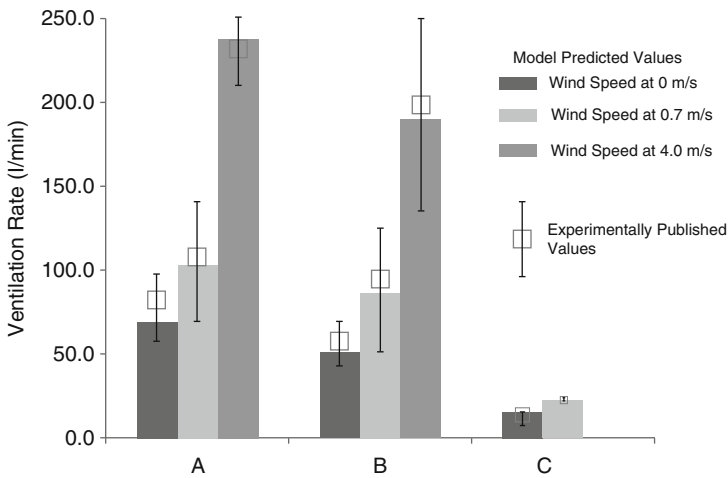 250.0
200.0
150.0
100.0
50.0
0.0
Ventilation Rate (l/min)
A
B
C
Model Predicted Values
Wind Speed at 0 m/s
Wind Speed at 0.7 m/s
Wind Speed at 4.0 m/s
Experimentally Published
Values